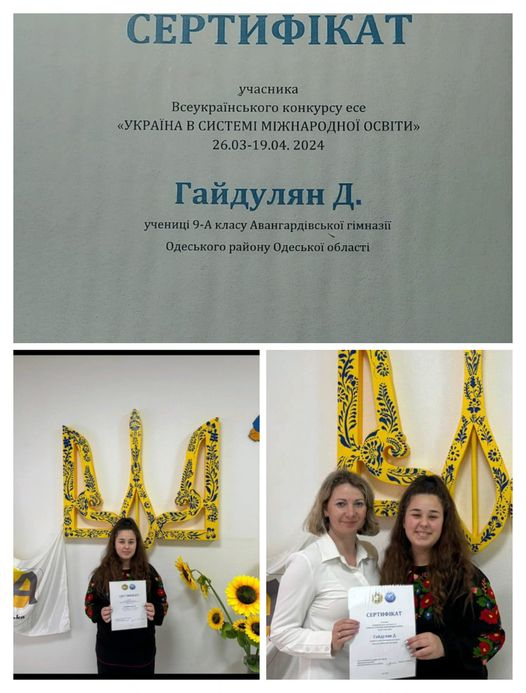 СЕРТИФІКАТ
учасника
Всеукраїнського конкурсу есе
«УКРАЇНА В СИСТЕМІ МІЖНАРОДНОЇ ОСВІТИ»
26.03-19.04. 2024
Гайдулян Д.
учениці 9-А класу Авангардівської гімназії
Одеського району Одеської області
СЕРТИФІКАТ
СЕРТИФІКАТ
Гайдулян Д.